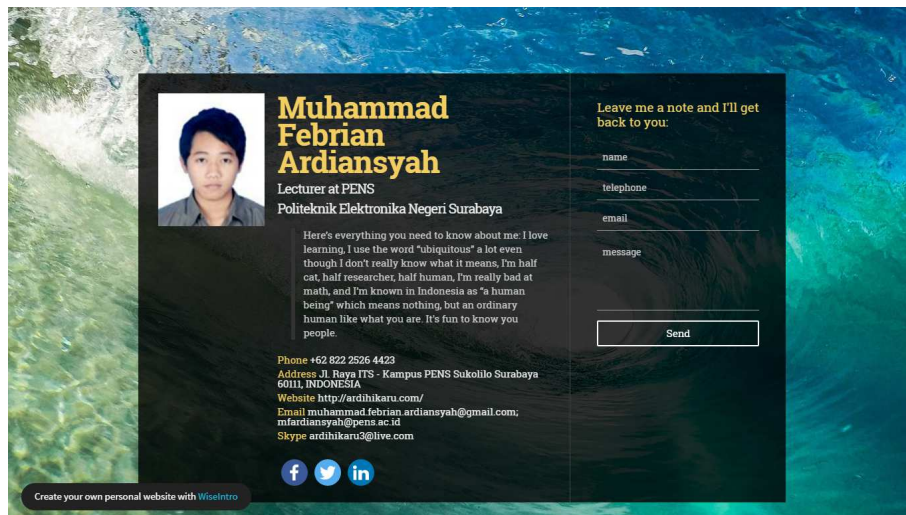 Muhammad
Febrian
Ardiansyah
Lecturer at PENS
Politeknik Elektronika Negeri Surabaya
Here's everything you need to know about me: I love
learning, I use the word "ubiquitous" a lot even
though I don't really know what it means, I'm half
cat, half researcher, half human, I'm really bad at
math, and I'm known in Indonesia as "a human
being" which means nothing, but an ordinary
human like what you are. It's fun to know you
people.
Phone +62 822 2526 4423
Address Jl. Raya ITS - Kampus PENS Sukolilo Surabaya
60111, INDONESIA
Website http://ardihikaru.com/
Email muhammad.febrian.ardiansyah@gmail.com;
mfardiansyah@pens.ac.id
Skype ardihikaru3@live.com
Leave me a note and I'll get
back to you:
name
telephone
email
message
Send
Create your own personal website with WiseIntro